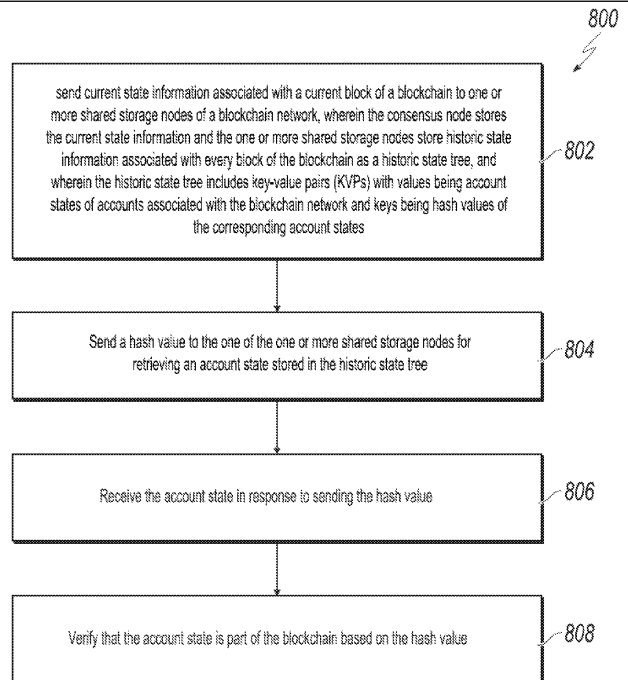 800
send current state information associated with a current block of a blockchain to one or
more shared storage nodes of a blockchain network, wherein the consensus node stores
the current state information and the one or more shared storage nodes store historic state
information associated with every block of the blockchain as a historic state tree, and
wherein the historic state tree includes key-value pairs (KVPs) with values being account
states of accounts associated with the blockchain network and keys being hash values of
the corresponding account states
802
Send a hash value to the one of the one or more shared storage nodes for
retrieving an account state stored in the historic state tree
804
Receive the account state in response to sending the hash value
806
Verify that the account state is part of the blockchain based on the hash value
808